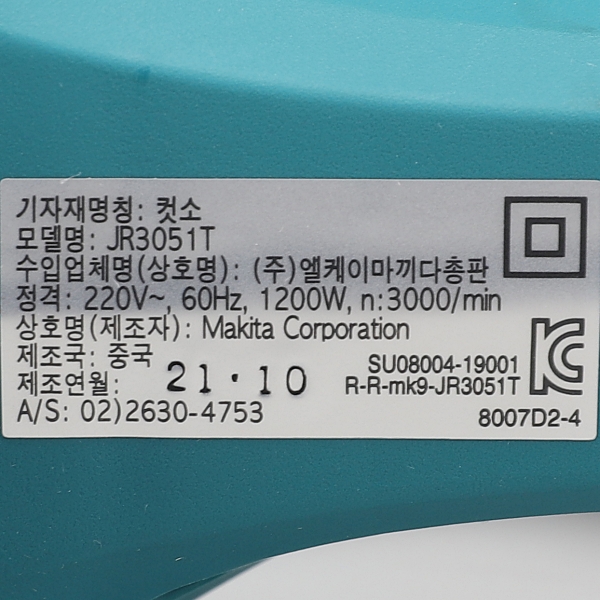 기자재명칭: 컷소
모델명: JR3051T
수입업체명(상호명): (주)엘케이마끼다총판
정격: 220V~, 60Hz, 1200W, n:3000/min
상호명(제조자): Makita Corporation
제조국: 중국
제조연월: 21·10
A/S: 02)2630-4753
SU08004-19001
R-R-mk9-JR3051T
8007D2-4